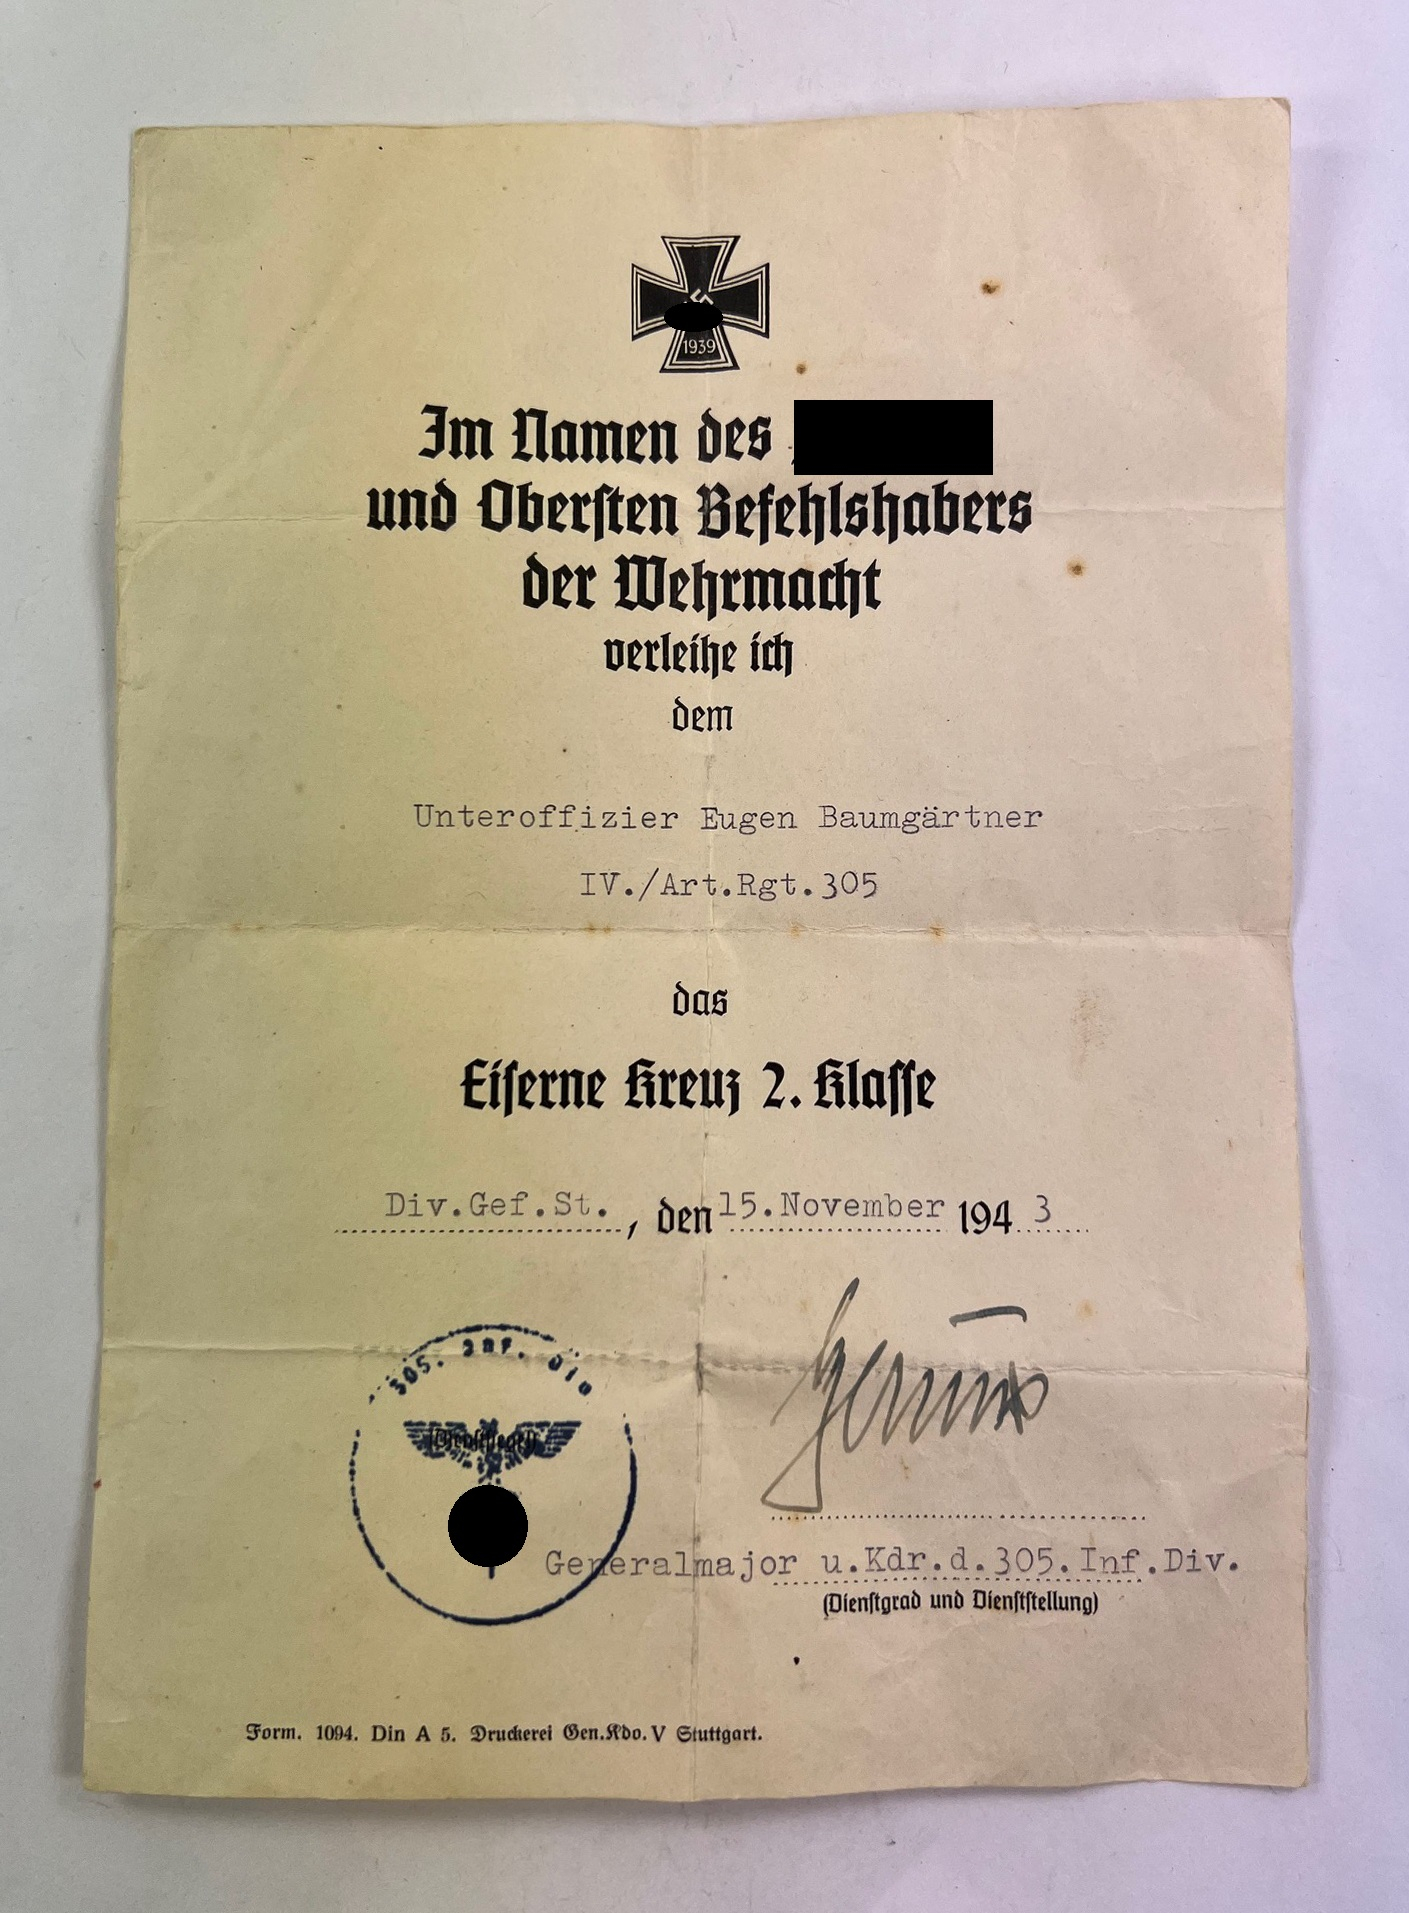 1939
Im Namen des
und Obersten Befehlshabers
der Wehrmacht
verleihe ich
dem
Unteroffizier Eugen Baumgärtner
IV./Art.Rgt.305
das
Eiserne Kreuz 2. Klasse
Div.Gef.St., den 15.November 1943
305. Inf. Div
(Dienstsiegel)
Generalmajor u.Kdr.d.305.Inf.Div.
(Dienstgrad und Dienststellung)
Form. 1094. Din A 5. Druckerei Gen.Kdo. V Stuttgart.